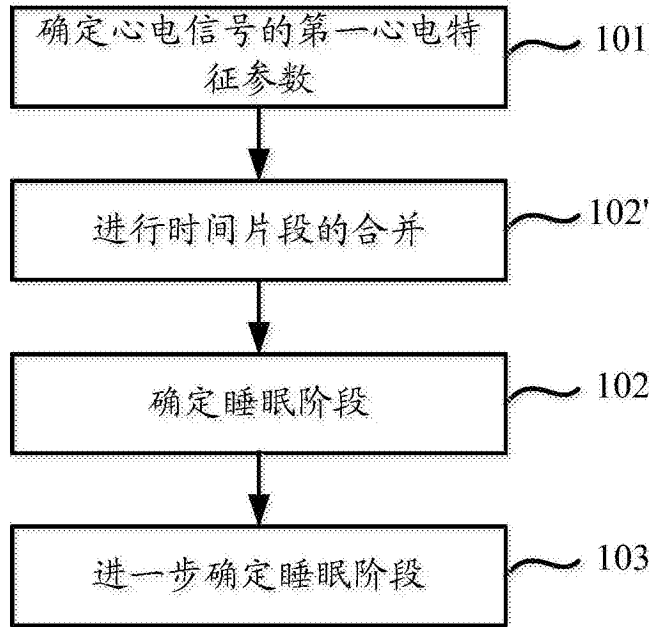 确定心电信号的第一心电特
征参数
101
进行时间片段的合并
102'
确定睡眠阶段
102
进一步确定睡眠阶段
103